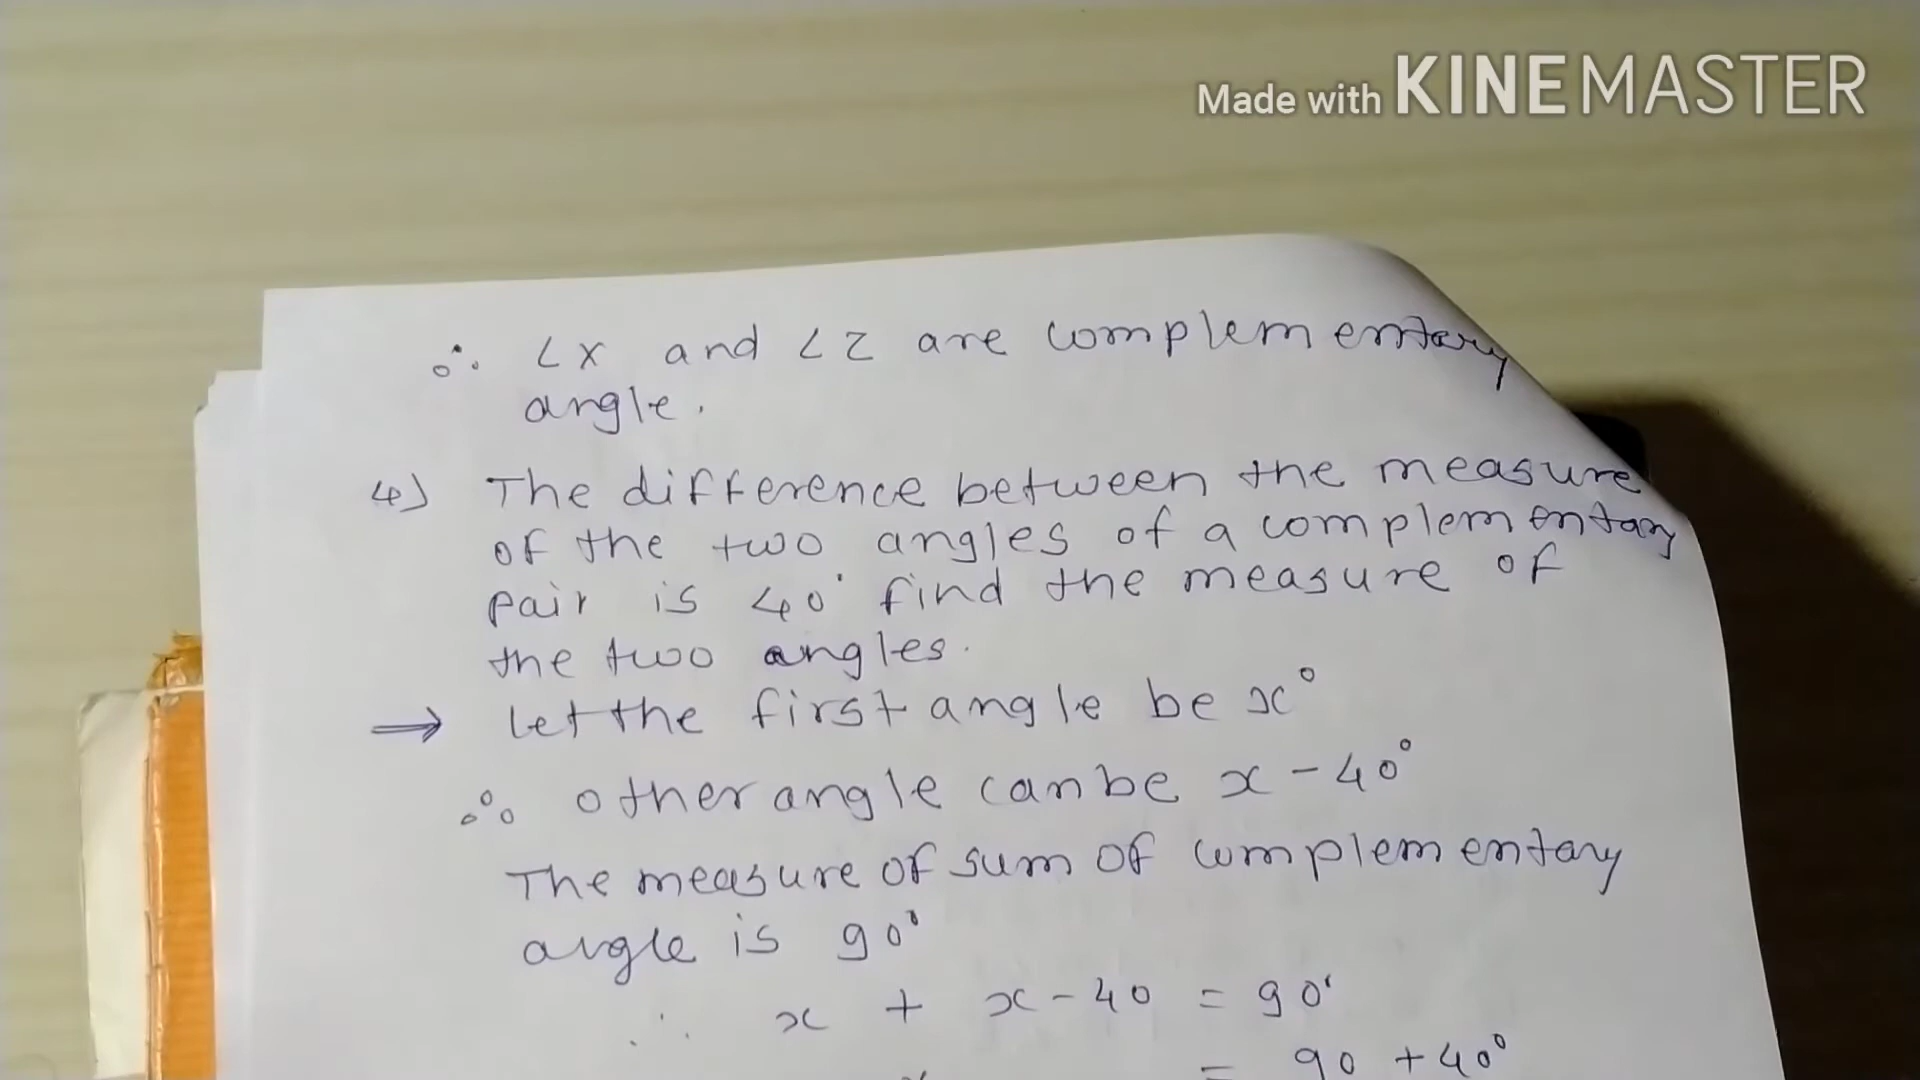 Made with KINEMASTER
∴ ∠X and ∠Z are complementary
angle.
4) The difference between the measure
of the two angles of a complementary
pair is 40° find the measure of
the two angles.
⇒ let the first angle be x°
∴ other angle can be x - 40°
The measure of sum of complementary
angle is 90°
∴ x + x - 40 = 90°
= 90 + 40°